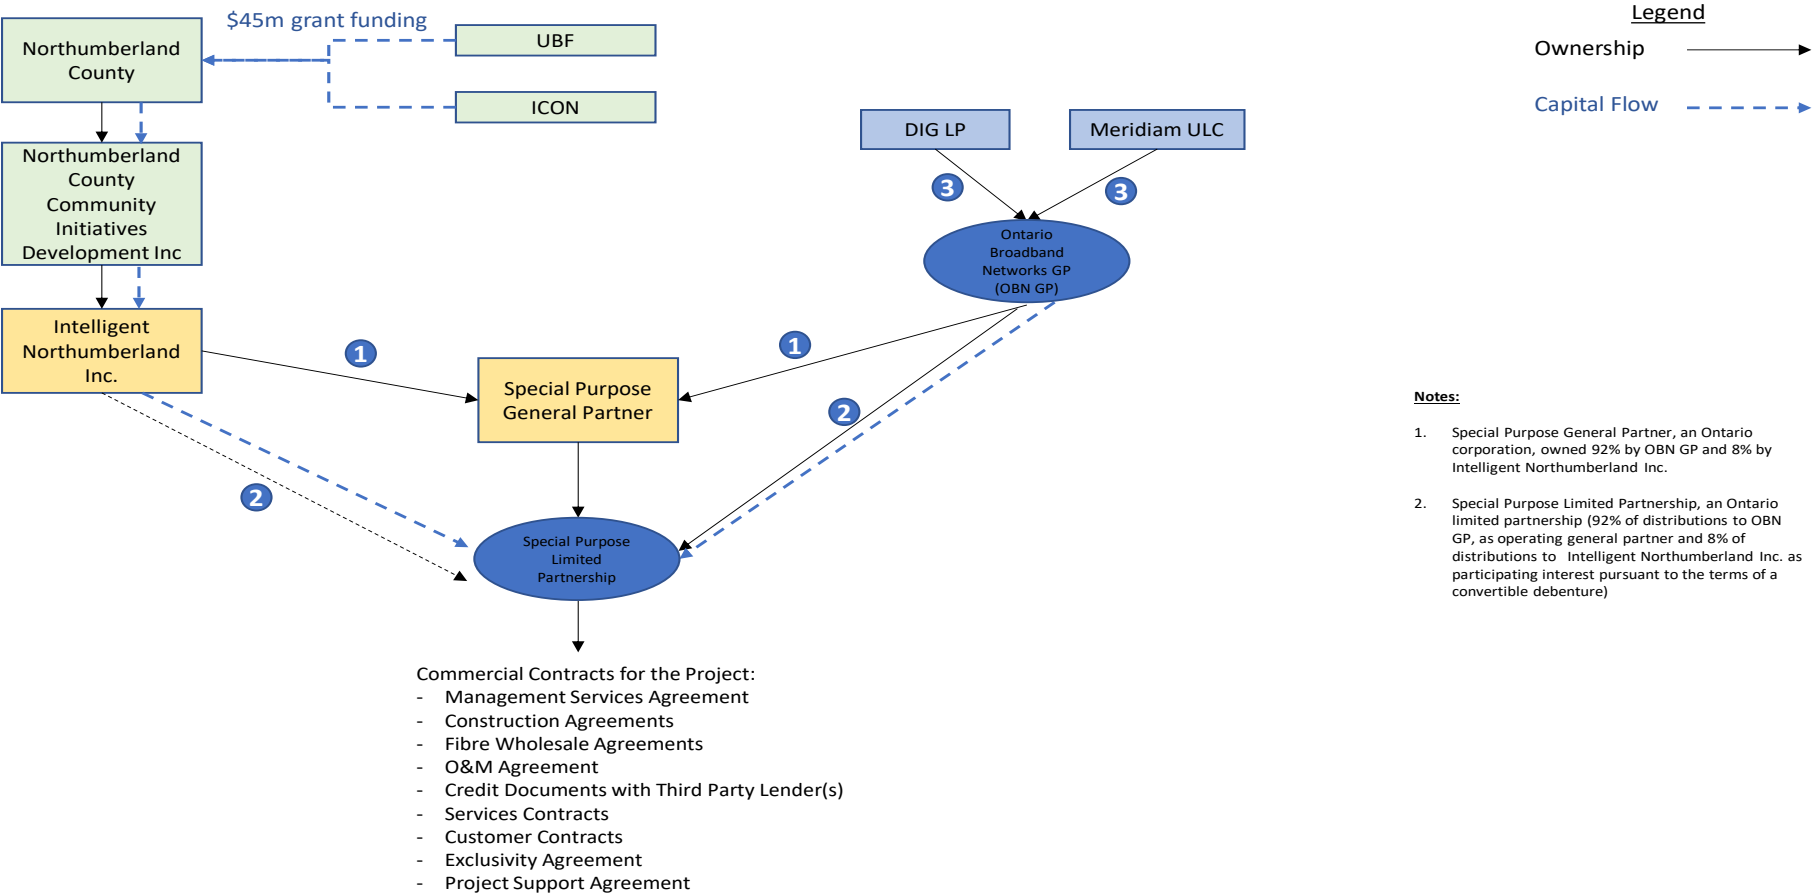 $45m grant funding
Northumberland
County
UBF
ICON
Legend
Ownership
Capital Flow
DIG LP
Meridiam ULC
3
3
Northumberland
County
Community
Initiatives
Development Inc
Ontario
Broadband
Networks GP
(OBN GP)
Intelligent
Northumberland
Inc.
1
1
Special Purpose
General Partner
2
2
Special Purpose
Limited
Partnership
Notes:
1. Special Purpose General Partner, an Ontario
corporation, owned 92% by OBN GP and 8% by
Intelligent Northumberland Inc.
2. Special Purpose Limited Partnership, an Ontario
limited partnership (92% of distributions to OBN
GP, as operating general partner and 8% of
distributions to Intelligent Northumberland Inc. as
participating interest pursuant to the terms of a
convertible debenture)
Commercial Contracts for the Project:
- Management Services Agreement
- Construction Agreements
- Fibre Wholesale Agreements
- O&M Agreement
- Credit Documents with Third Party Lender(s)
- Services Contracts
- Customer Contracts
- Exclusivity Agreement
- Project Support Agreement